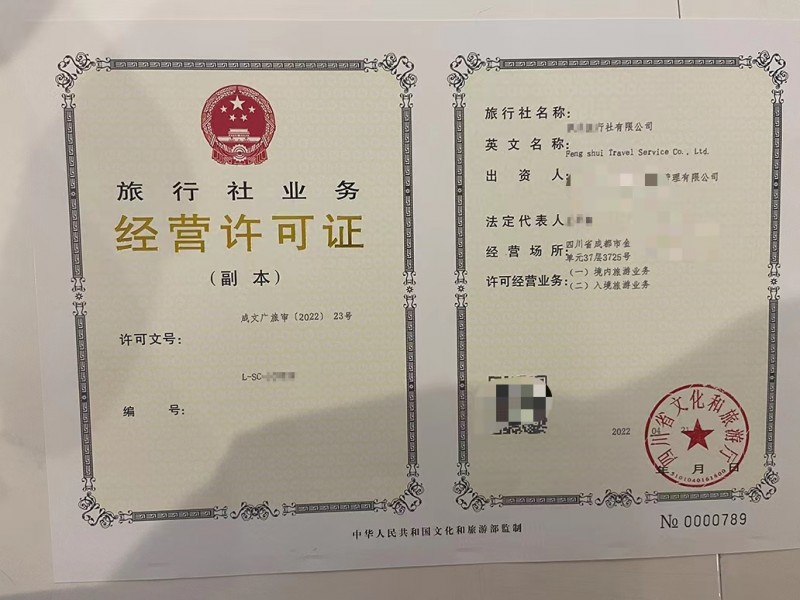 旅行社业务
经营许可证
（副本）
成文广旅审〔2022〕 23号
许可文号：
L-SC-
编 号：
旅行社名称：
行社有限公司
英文名称：
Feng shui Travel Service Co., Ltd.
出 资 人：
管理有限公司
法定代表人
经营场所：
四川省成都市金
单元37层3725号
许可经营业务：
（一）境内旅游业务
（二）入境旅游业务
四川省文化和旅游厅
2022 04 21
年 月 日
5101040181400
中华人民共和国文化和旅游部监制
№ 0000789